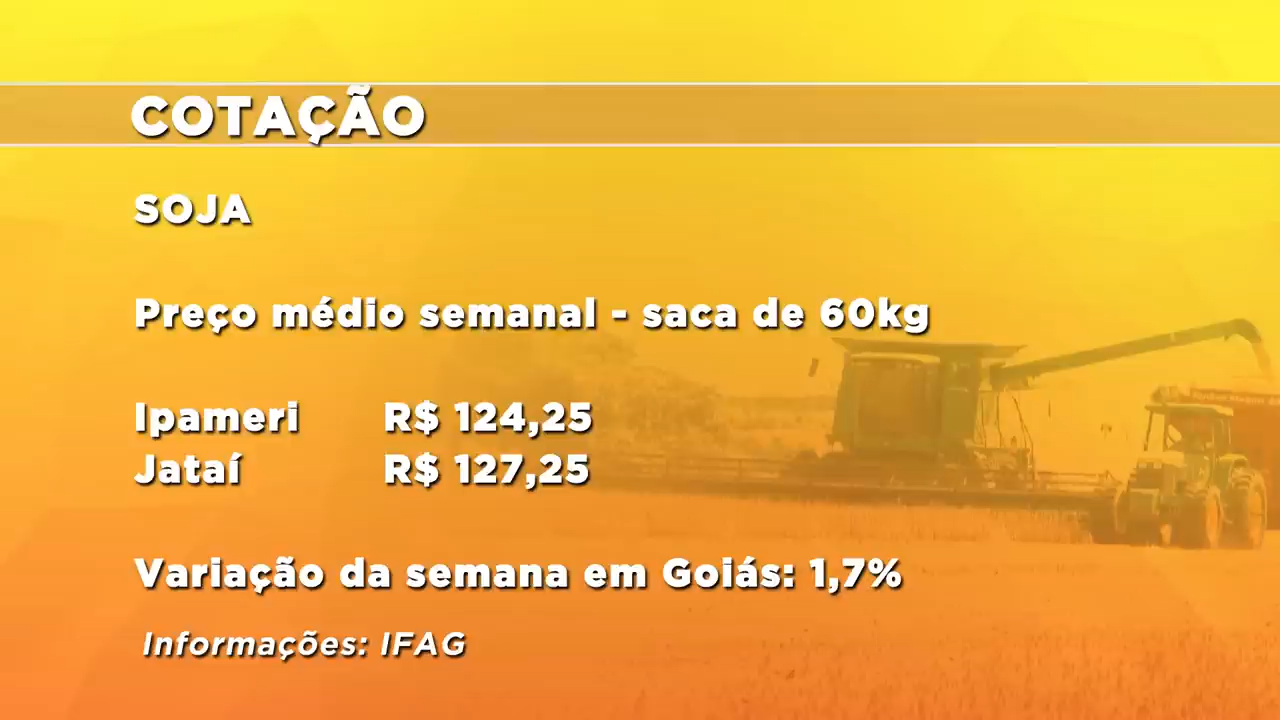 COTAÇÃO
SOJA
Preço médio semanal - saca de 60kg
Ipameri R$ 124,25
Jataí R$ 127,25
Variação da semana em Goiás: 1,7%
Informações: IFAG